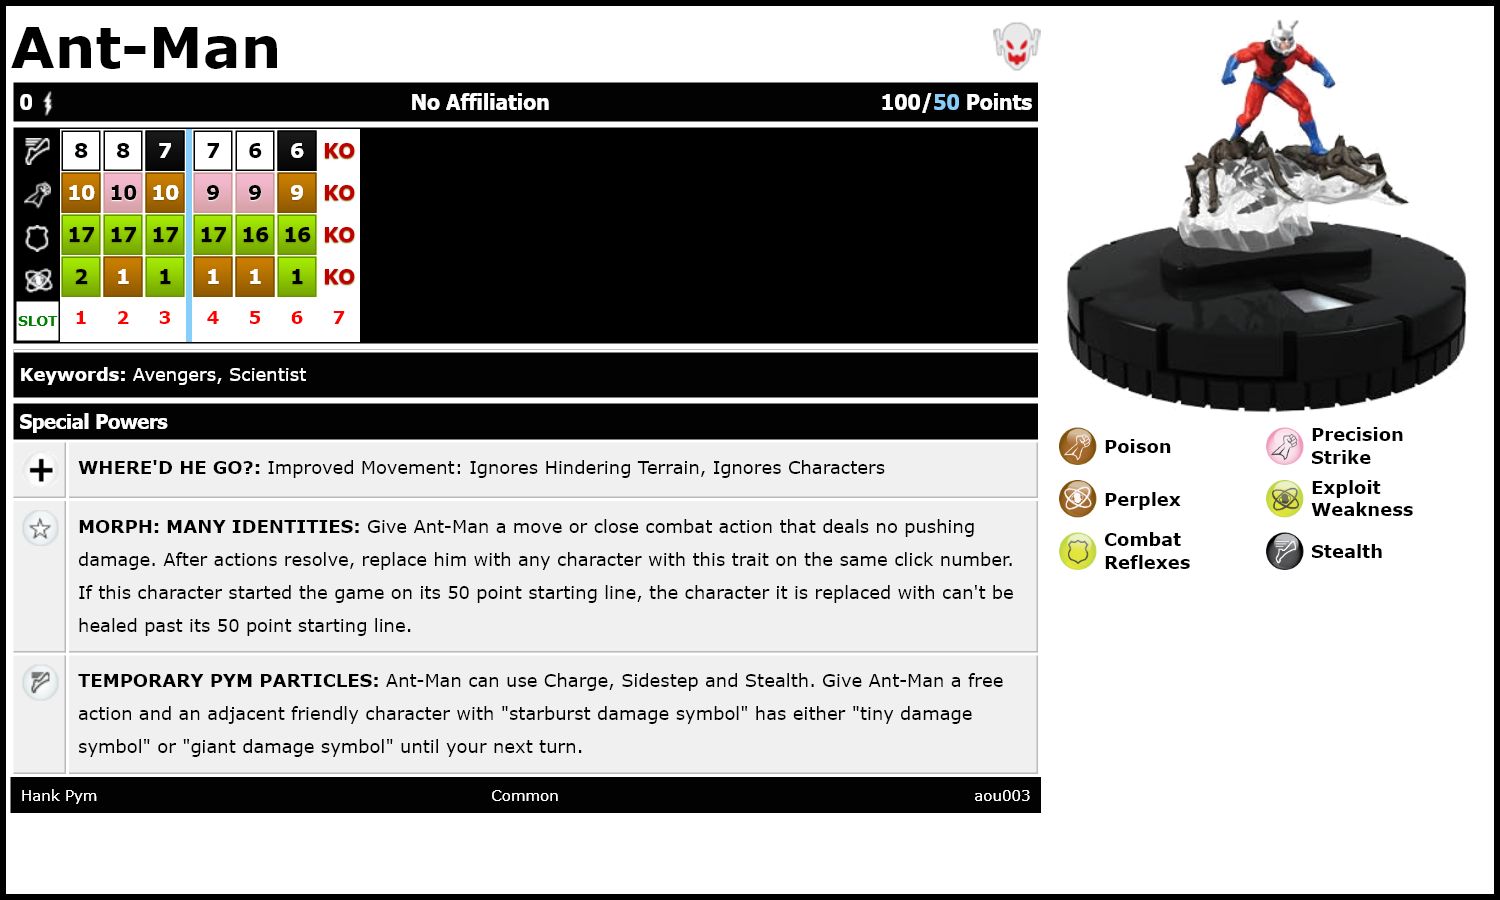 Ant-Man
0 No Affiliation 100/50 Points
8 8 7 7 6 6 KO
10 10 10 9 9 9 KO
17 17 17 17 16 16 KO
2 1 1 1 1 1 KO
SLOT 1 2 3 4 5 6 7
Keywords: Avengers, Scientist
Special Powers
WHERE'D HE GO?: Improved Movement: Ignores Hindering Terrain, Ignores Characters
MORPH: MANY IDENTITIES: Give Ant-Man a move or close combat action that deals no pushing
damage. After actions resolve, replace him with any character with this trait on the same click number.
If this character started the game on its 50 point starting line, the character it is replaced with can't be
healed past its 50 point starting line.
TEMPORARY PYM PARTICLES: Ant-Man can use Charge, Sidestep and Stealth. Give Ant-Man a free
action and an adjacent friendly character with "starburst damage symbol" has either "tiny damage
symbol" or "giant damage symbol" until your next turn.
Hank Pym Common aou003
Poison
Precision
Strike
Perplex
Exploit
Weakness
Combat
Reflexes
Stealth